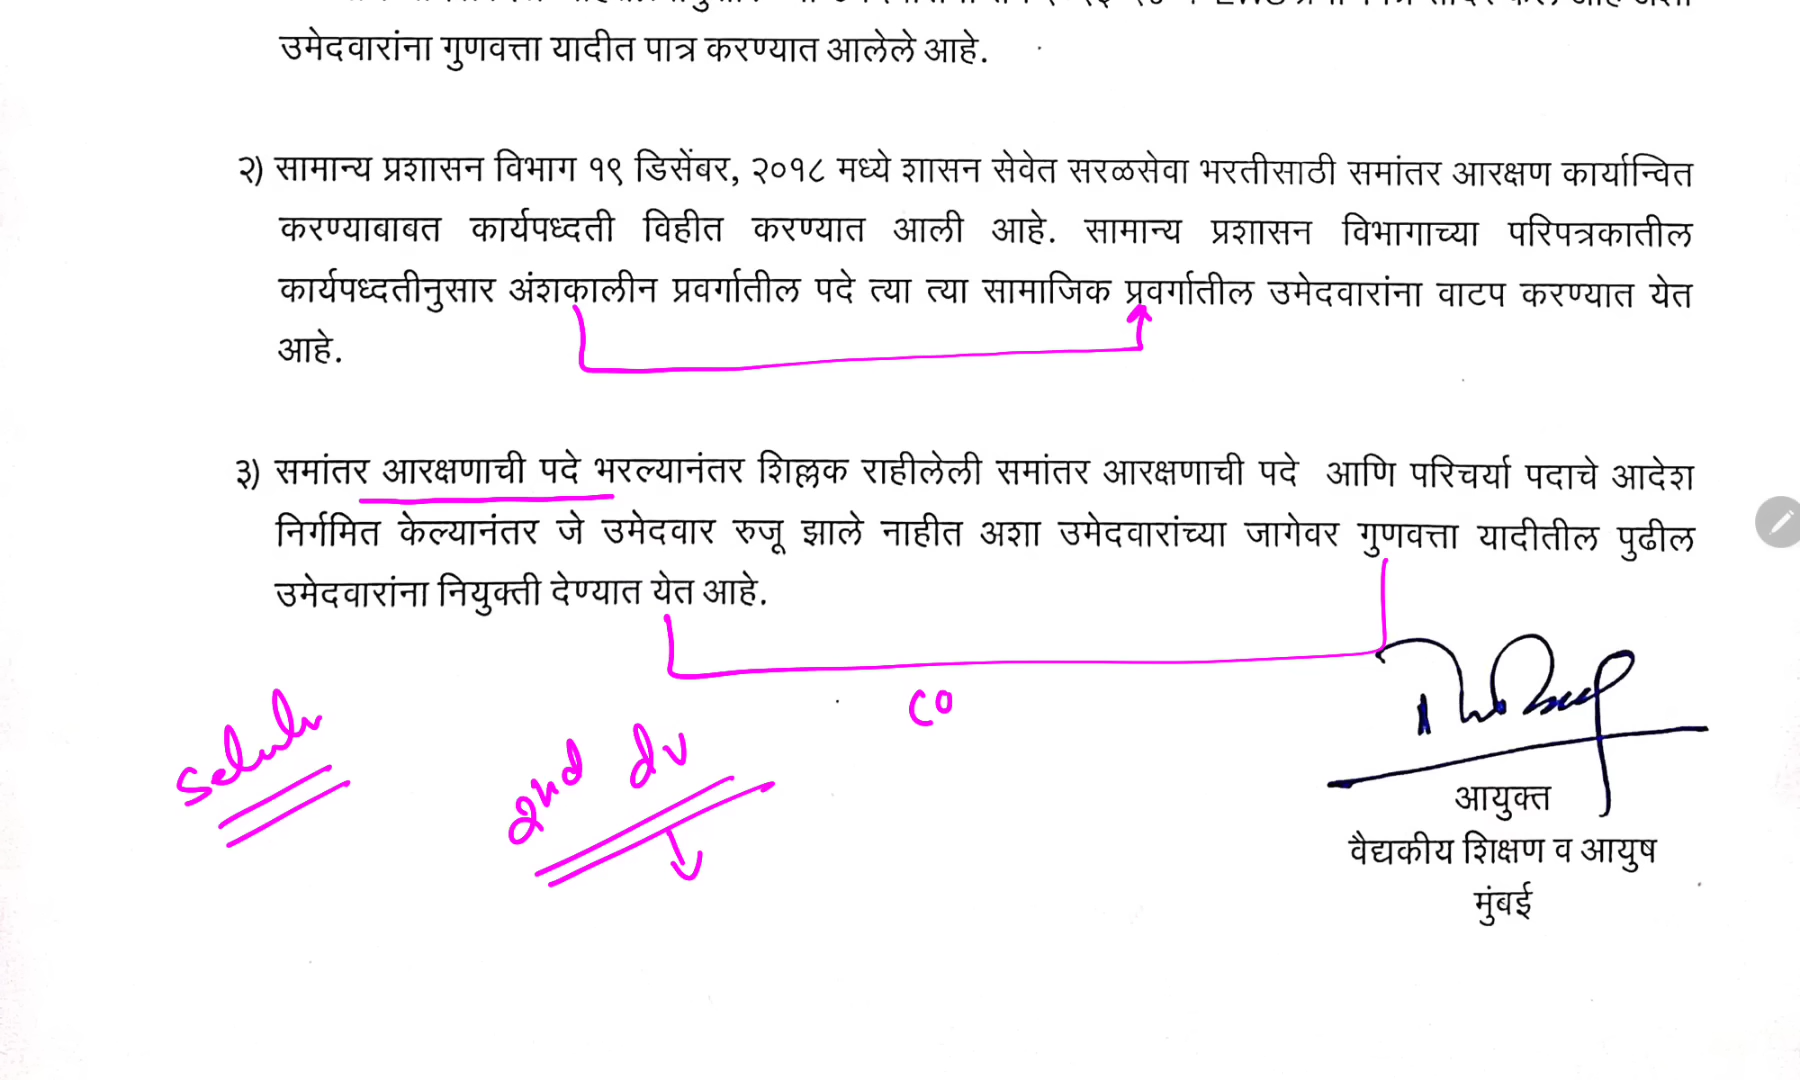 उमेदवारांना गुणवत्ता यादीत पात्र करण्यात आलेले आहे.
२) सामान्य प्रशासन विभाग १९ डिसेंबर, २०१८ मध्ये शासन सेवेत सरळसेवा भरतीसाठी समांतर आरक्षण कार्यान्वित
करण्याबाबत कार्यपध्दती विहीत करण्यात आली आहे. सामान्य प्रशासन विभागाच्या परिपत्रकातील
कार्यपध्दतीनुसार अंशकालीन प्रवर्गातील पदे त्या त्या सामाजिक प्रवर्गातील उमेदवारांना वाटप करण्यात येत
आहे.
३) समांतर आरक्षणाची पदे भरल्यानंतर शिल्लक राहीलेली समांतर आरक्षणाची पदे आणि परिचर्या पदाचे आदेश
निर्गमित केल्यानंतर जे उमेदवार रुजू झाले नाहीत अशा उमेदवारांच्या जागेवर गुणवत्ता यादीतील पुढील
उमेदवारांना नियुक्ती देण्यात येत आहे.
co
2nd dv
आयुक्त
वैद्यकीय शिक्षण व आयुष
मुंबई